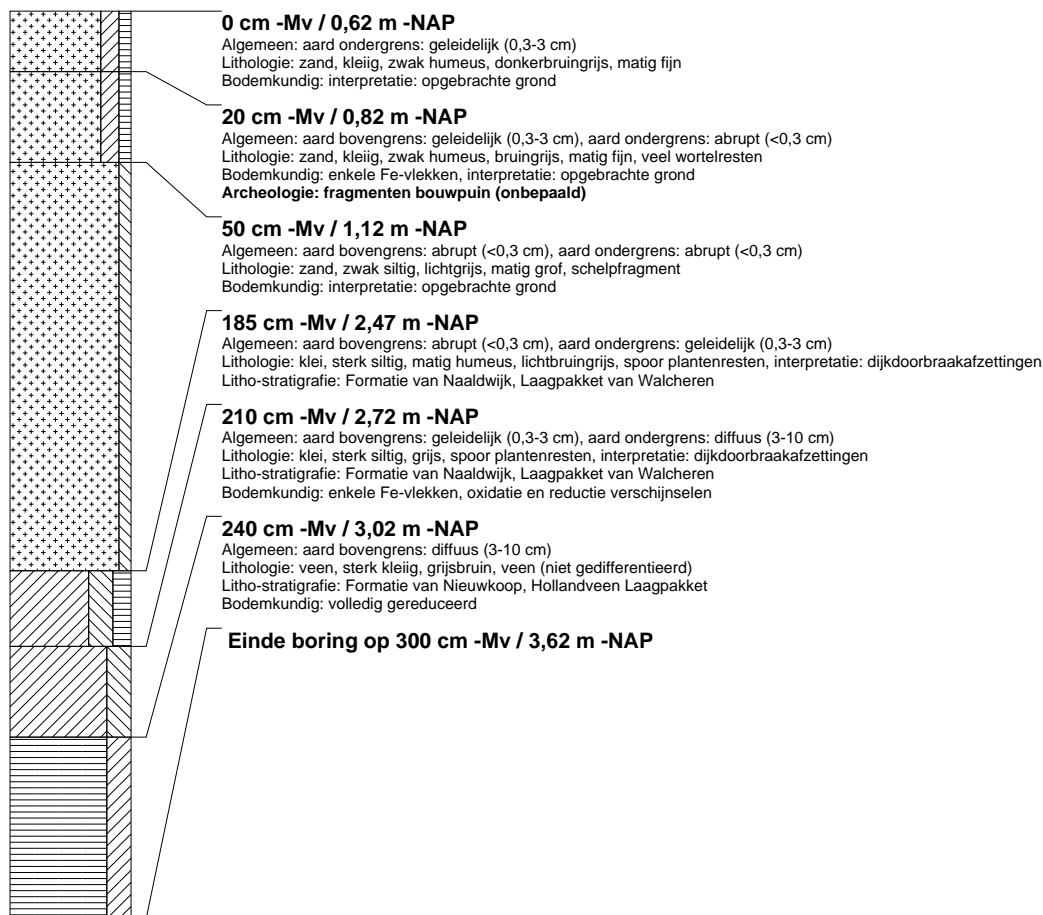 0 cm -Mv / 0,62 m -NAP
Algemeen: aard ondergrens: geleidelijk (0,3-3 cm)
Lithologie: zand, kleiig, zwak humeus, donkerbruingrijs, matig fijn
Bodemkundig: interpretatie: opgebrachte grond
20 cm -Mv / 0,82 m -NAP
Algemeen: aard bovengrens: geleidelijk (0,3-3 cm), aard ondergrens: abrupt (<0,3 cm)
Lithologie: zand, kleiig, zwak humeus, bruingrijs, matig fijn, veel wortelresten
Bodemkundig: enkele Fe-vlekken, interpretatie: opgebrachte grond
Archeologie: fragmenten bouwpuin (onbepaald)
50 cm -Mv / 1,12 m -NAP
Algemeen: aard bovengrens: abrupt (<0,3 cm), aard ondergrens: abrupt (<0,3 cm)
Lithologie: zand, zwak siltig, lichtgrijs, matig grof, schelpfragment
Bodemkundig: interpretatie: opgebrachte grond
185 cm -Mv / 2,47 m -NAP
Algemeen: aard bovengrens: abrupt (<0,3 cm), aard ondergrens: geleidelijk (0,3-3 cm)
Lithologie: klei, sterk siltig, matig humeus, lichtbruingrijs, spoor plantenresten, interpretatie: dijkdoorbraakafzettingen
Litho-stratigrafie: Formatie van Naaldwijk, Laagpakket van Walcheren
210 cm -Mv / 2,72 m -NAP
Algemeen: aard bovengrens: geleidelijk (0,3-3 cm), aard ondergrens: diffuus (3-10 cm)
Lithologie: klei, sterk siltig, grijs, spoor plantenresten, interpretatie: dijkdoorbraakafzettingen
Litho-stratigrafie: Formatie van Naaldwijk, Laagpakket van Walcheren
Bodemkundig: enkele Fe-vlekken, oxidatie en reductie verschijnselen
240 cm -Mv / 3,02 m -NAP
Algemeen: aard bovengrens: diffuus (3-10 cm)
Lithologie: veen, sterk kleiig, grijsbruin, veen (niet gedifferentieerd)
Litho-stratigrafie: Formatie van Nieuwkoop, Hollandveen Laagpakket
Bodemkundig: volledig gereduceerd
Einde boring op 300 cm -Mv / 3,62 m -NAP